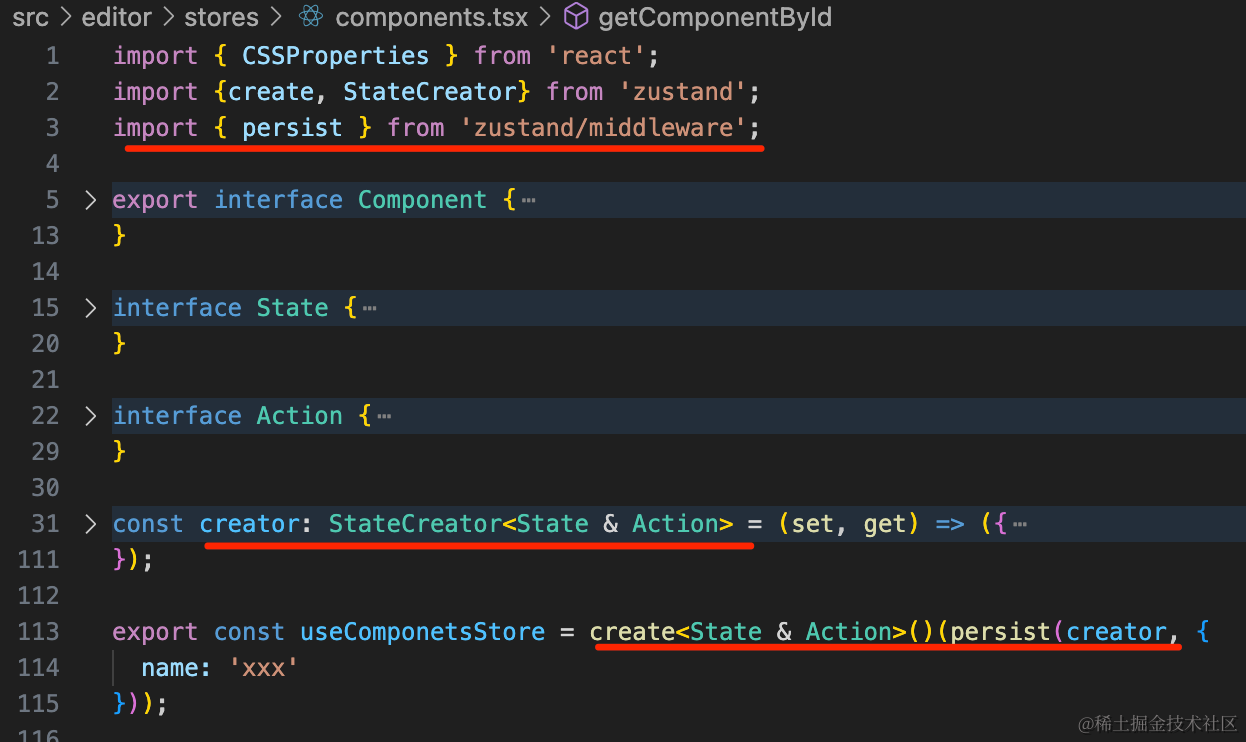 src > editor > stores > components.tsx > getComponentById
1 import { CSSProperties } from 'react';
2 import {create, StateCreator} from 'zustand';
3 import { persist } from 'zustand/middleware';
4
5 > export interface Component {⋯
13 }
14
15 > interface State {⋯
20 }
21
22 > interface Action {⋯
29 }
30
31 > const creator: StateCreator<State & Action> = (set, get) => ({⋯
111 });
112
113 export const useComponetsStore = create<State & Action>()(persist(creator, {
114 name: 'xxx'
115 }));
116
@稀土掘金技术社区